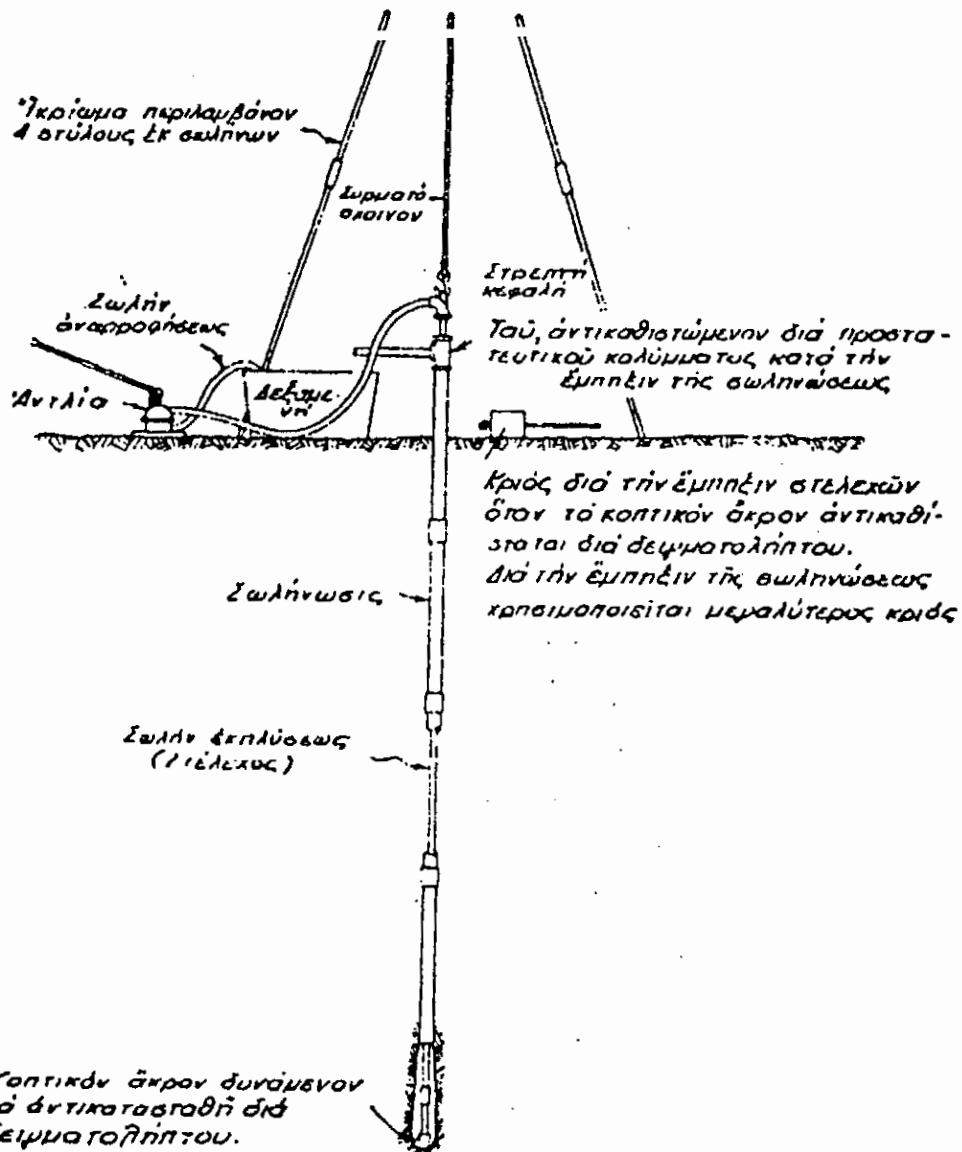 Ἰκρίωμα περιλαμβάνον
4 στύλους ἐκ σωλήνων
Συρματό
σχοινον
Στρεπτή
κεφαλή
Σωλήν
ἀναρροφήσεως
Ταῦ, ἀντικαθιστώμενον διά προστα-
τευτικοῦ καλύμματος κατά τήν
ἔμπηξιν τῆς σωληνώσεως
Ἀντλία
Δεξαμε-
νή
Κριός διά τήν ἔμπηξιν στελεχῶν
ὅταν τό κοπτικόν ἄκρον ἀντικαθί-
σταται διά δειγματολήπτου.
Διά τήν ἔμπηξιν τῆς σωληνώσεως
χρησιμοποιεῖται μεγαλύτερος κριός
Σωλήνωσις
Σωλήν ἐκπλύσεως
(Στέλεχος)
Κοπτικόν ἄκρον δυνάμενον
νά ἀντικατασταθῆ διά
δειγματολήπτου.